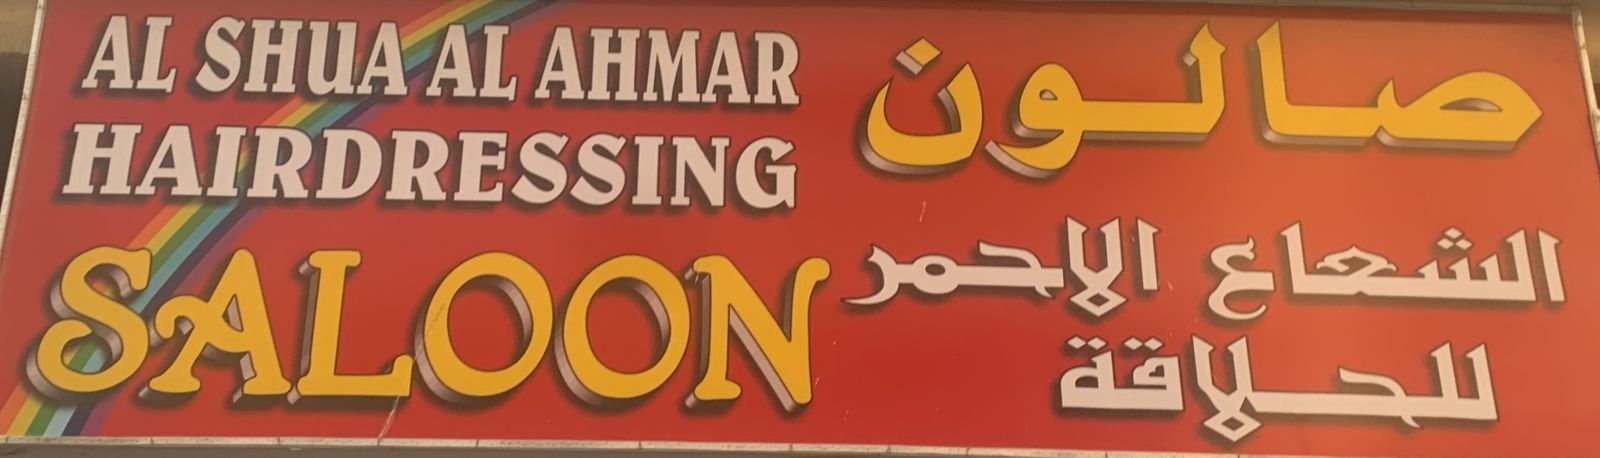 AL SHUA AL AHMAR
HAIRDRESSING
SALOON
صالون
الشعاع الاحمر
للحلاقة